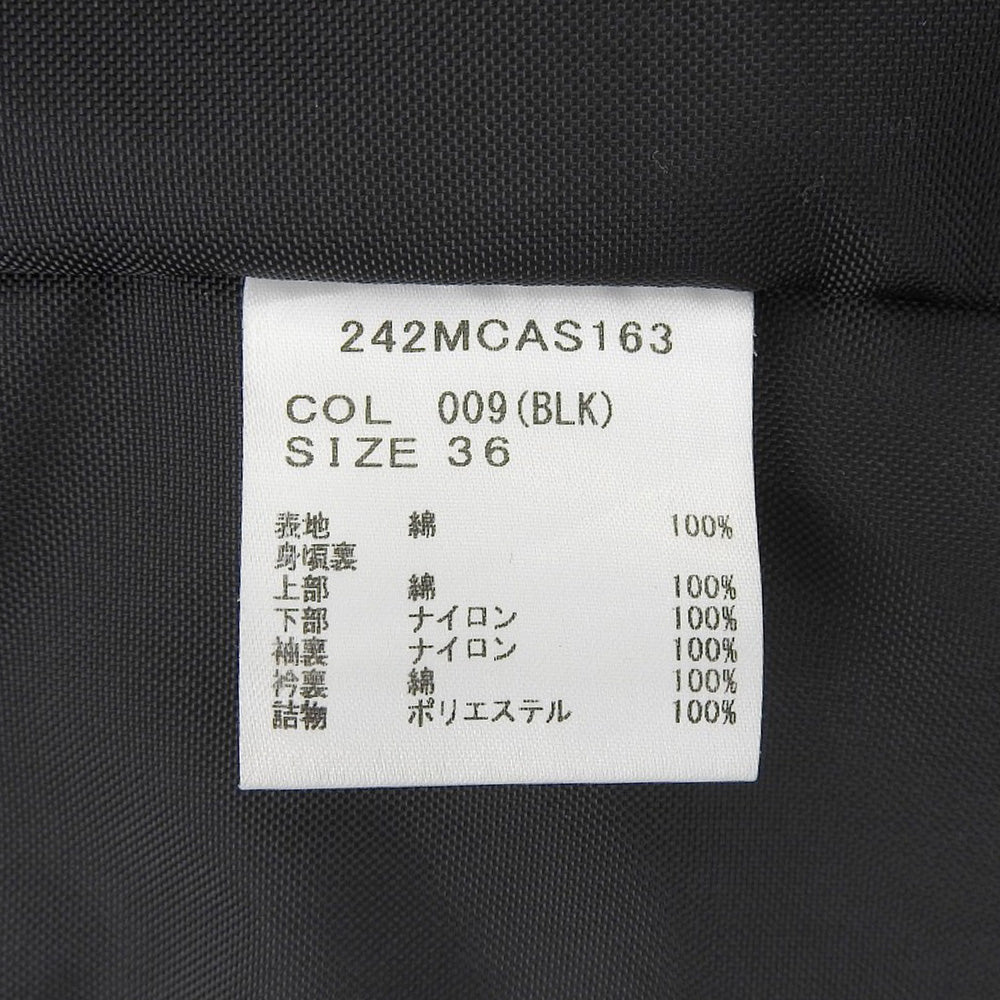 242MCAS163
COL 009(BLK)
SIZE 36
表地 綿 100%
身頃裏
上部 綿 100%
下部 ナイロン 100%
袖裏 ナイロン 100%
衿裏 綿 100%
詰物 ポリエステル 100%